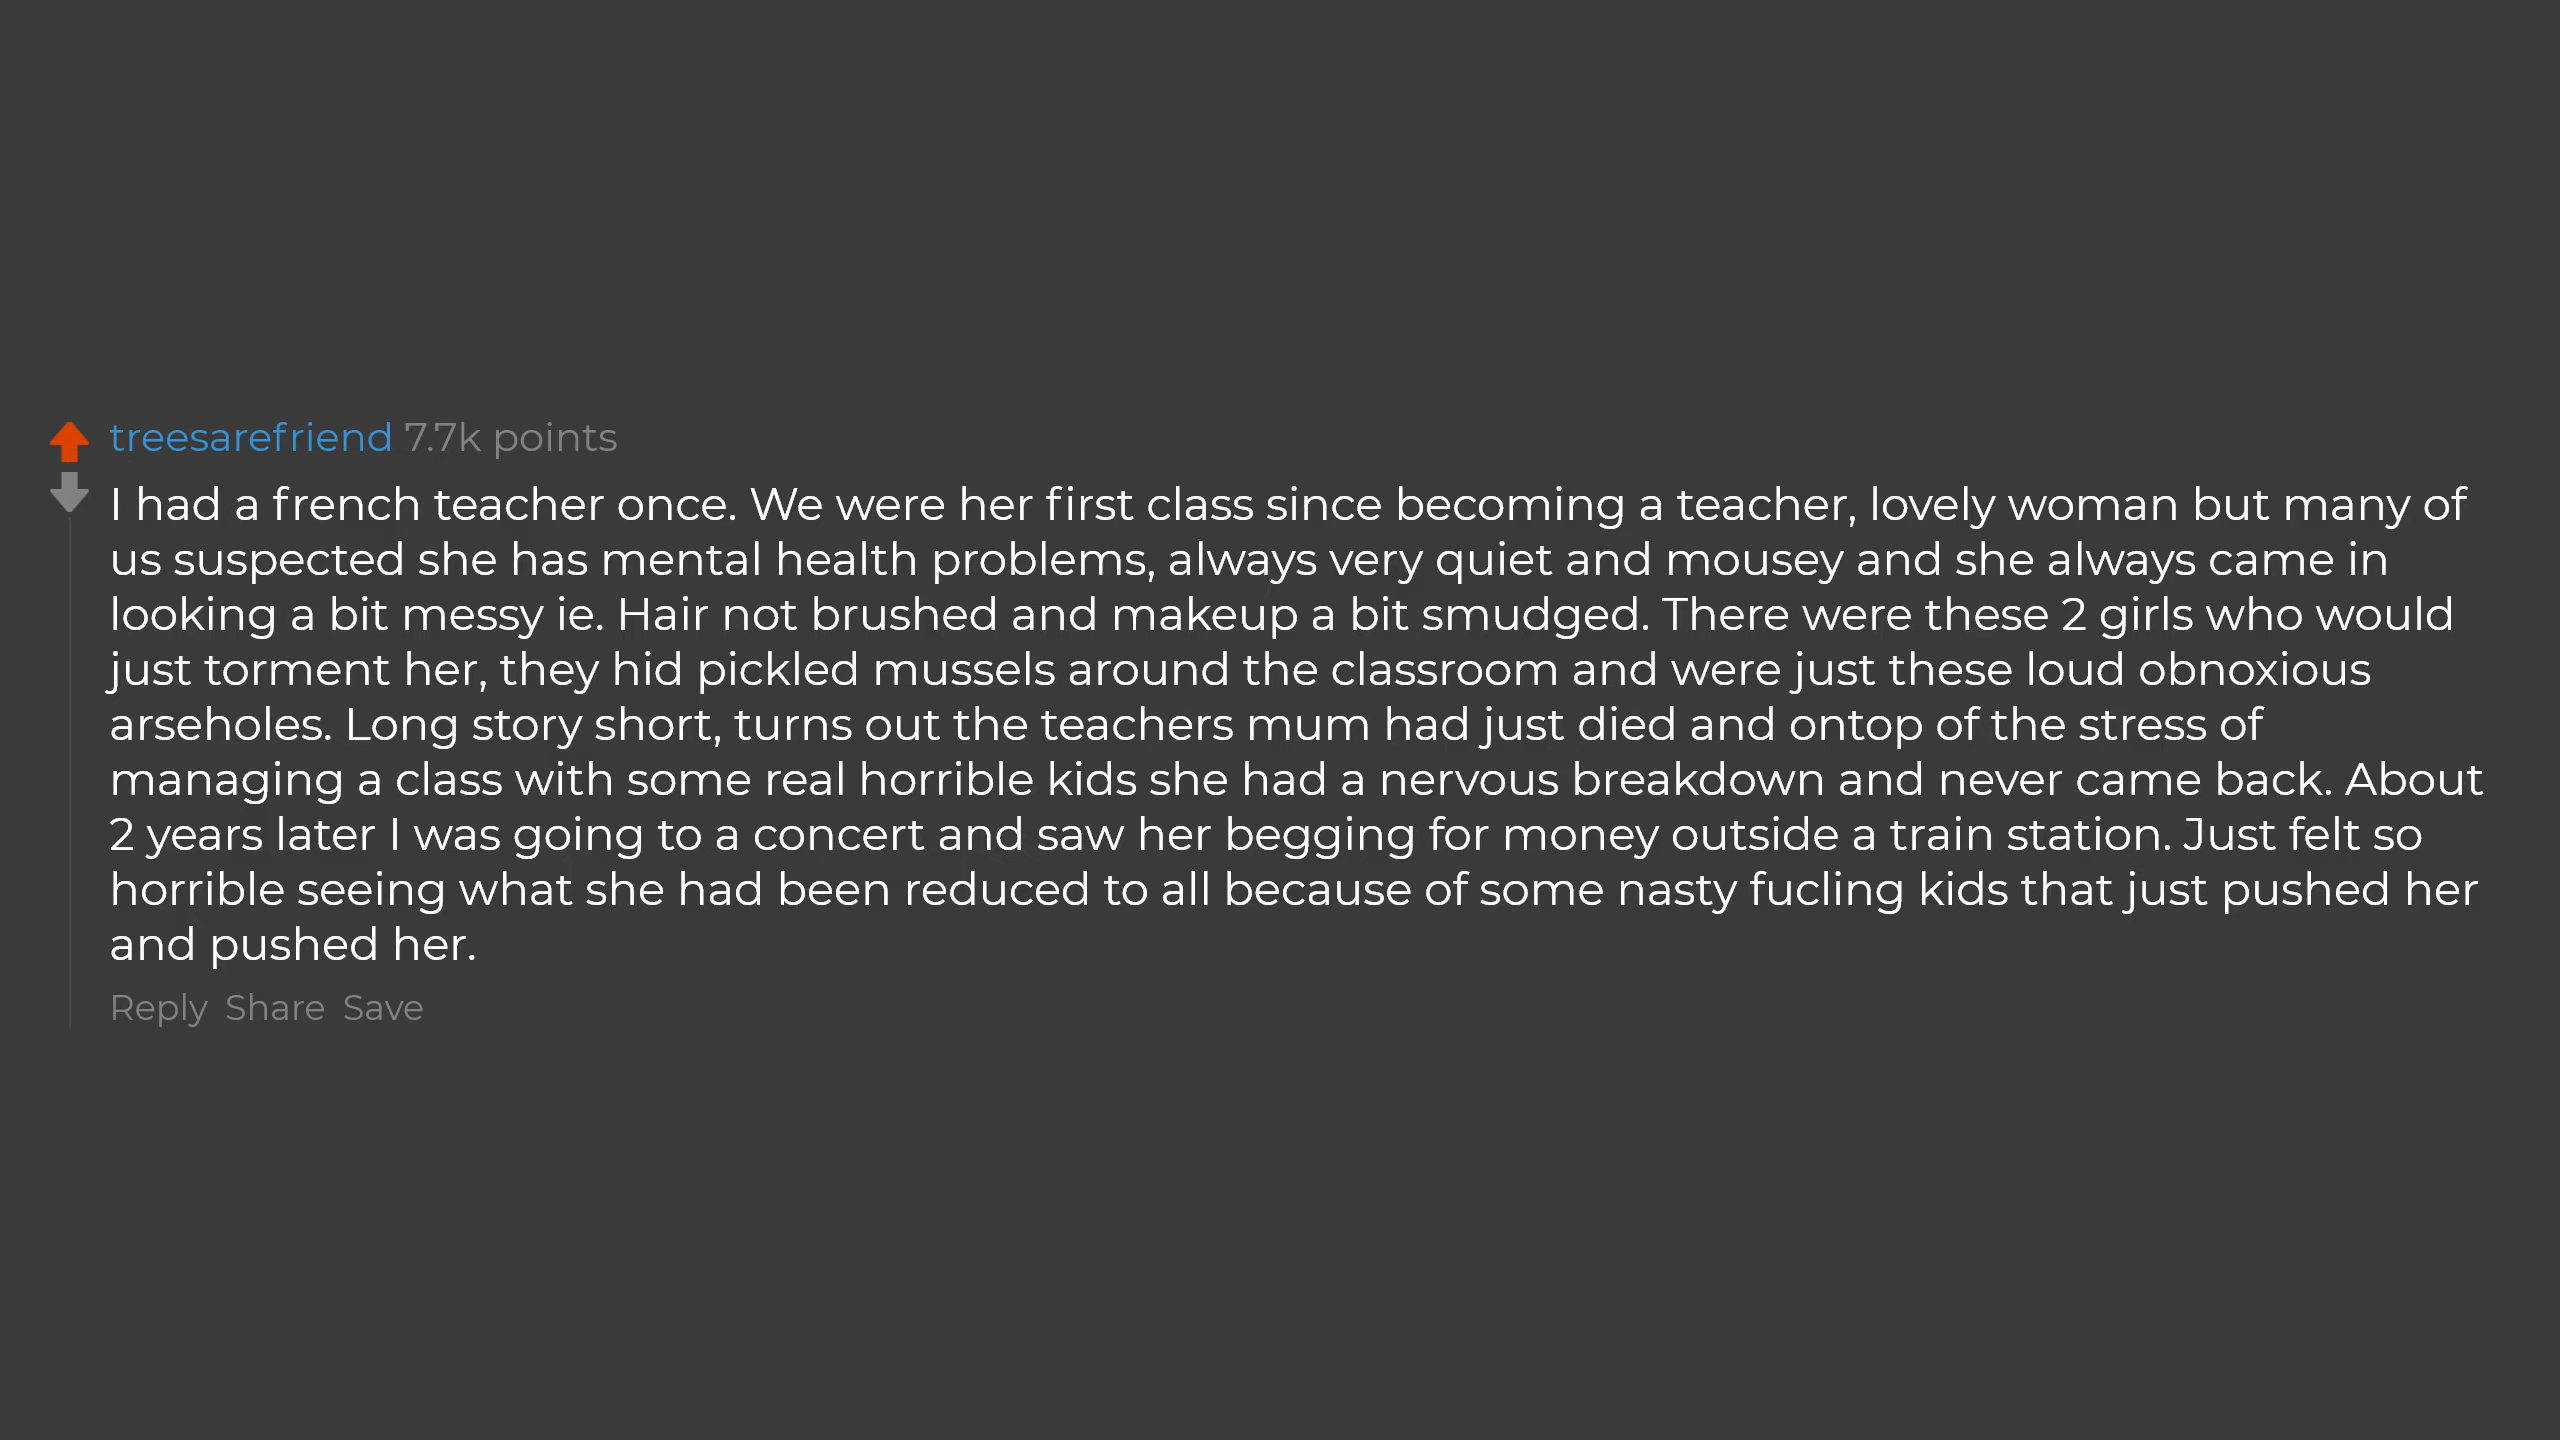 treesarefriend 7.7k points
I had a french teacher once. We were her first class since becoming a teacher, lovely woman but many of
us suspected she has mental health problems, always very quiet and mousey and she always came in
looking a bit messy ie. Hair not brushed and makeup a bit smudged. There were these 2 girls who would
just torment her, they hid pickled mussels around the classroom and were just these loud obnoxious
arseholes. Long story short, turns out the teachers mum had just died and ontop of the stress of
managing a class with some real horrible kids she had a nervous breakdown and never came back. About
2 years later I was going to a concert and saw her begging for money outside a train station. Just felt so
horrible seeing what she had been reduced to all because of some nasty fucling kids that just pushed her
and pushed her.
Reply Share Save